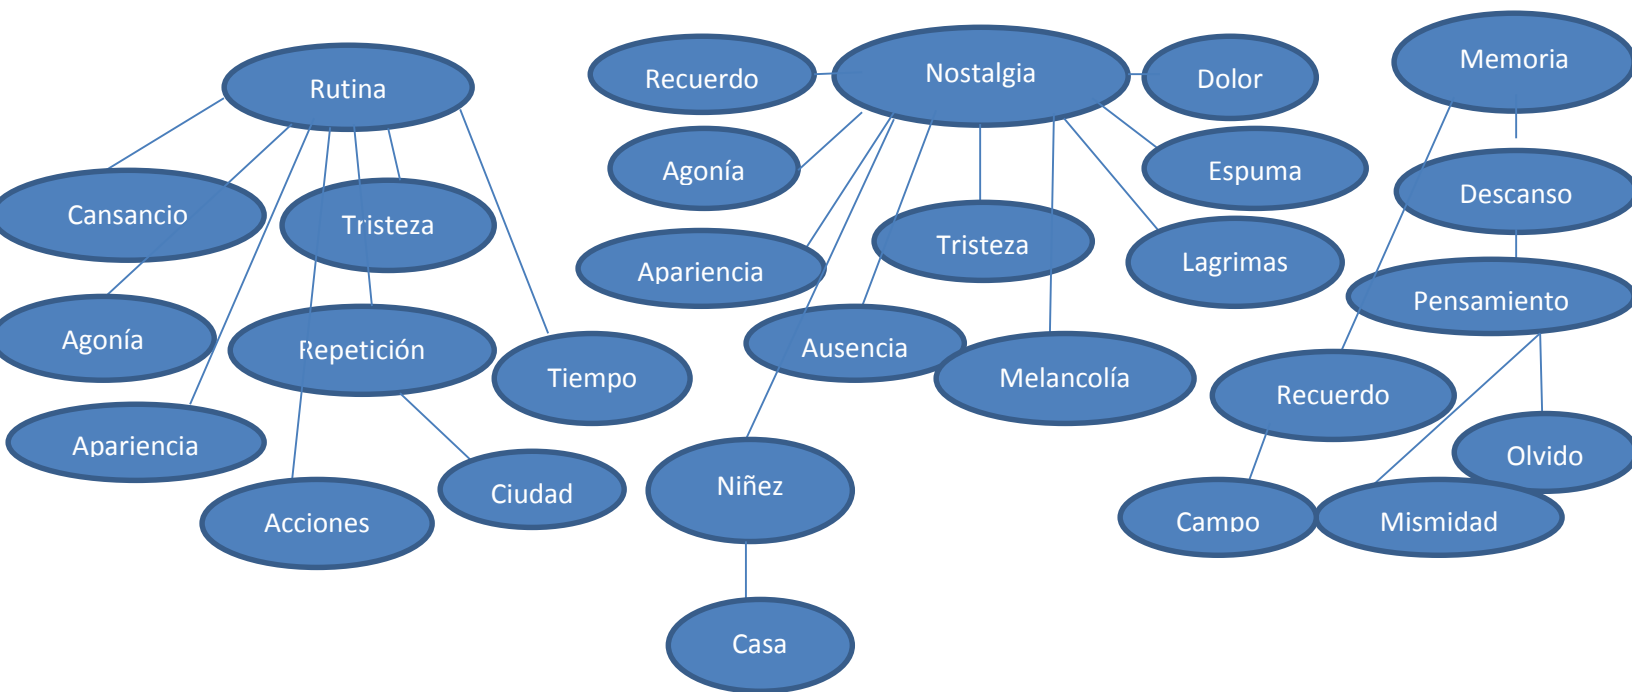 Rutina
Cansancio
Tristeza
Agonía
Repetición
Tiempo
Apariencia
Acciones
Ciudad
Nostalgia
Recuerdo
Dolor
Agonía
Espuma
Apariencia
Tristeza
Lagrimas
Ausencia
Melancolía
Niñez
Casa
Memoria
Descanso
Pensamiento
Recuerdo
Olvido
Campo
Mismidad